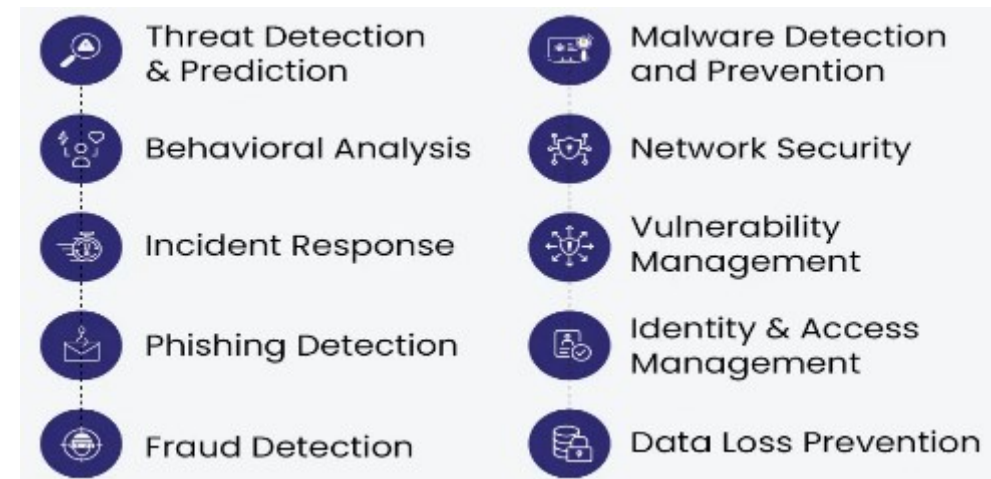 Threat Detection
& Prediction
Behavioral Analysis
Incident Response
Phishing Detection
Fraud Detection
Malware Detection
and Prevention
Network Security
Vulnerability
Management
Identity & Access
Management
Data Loss Prevention